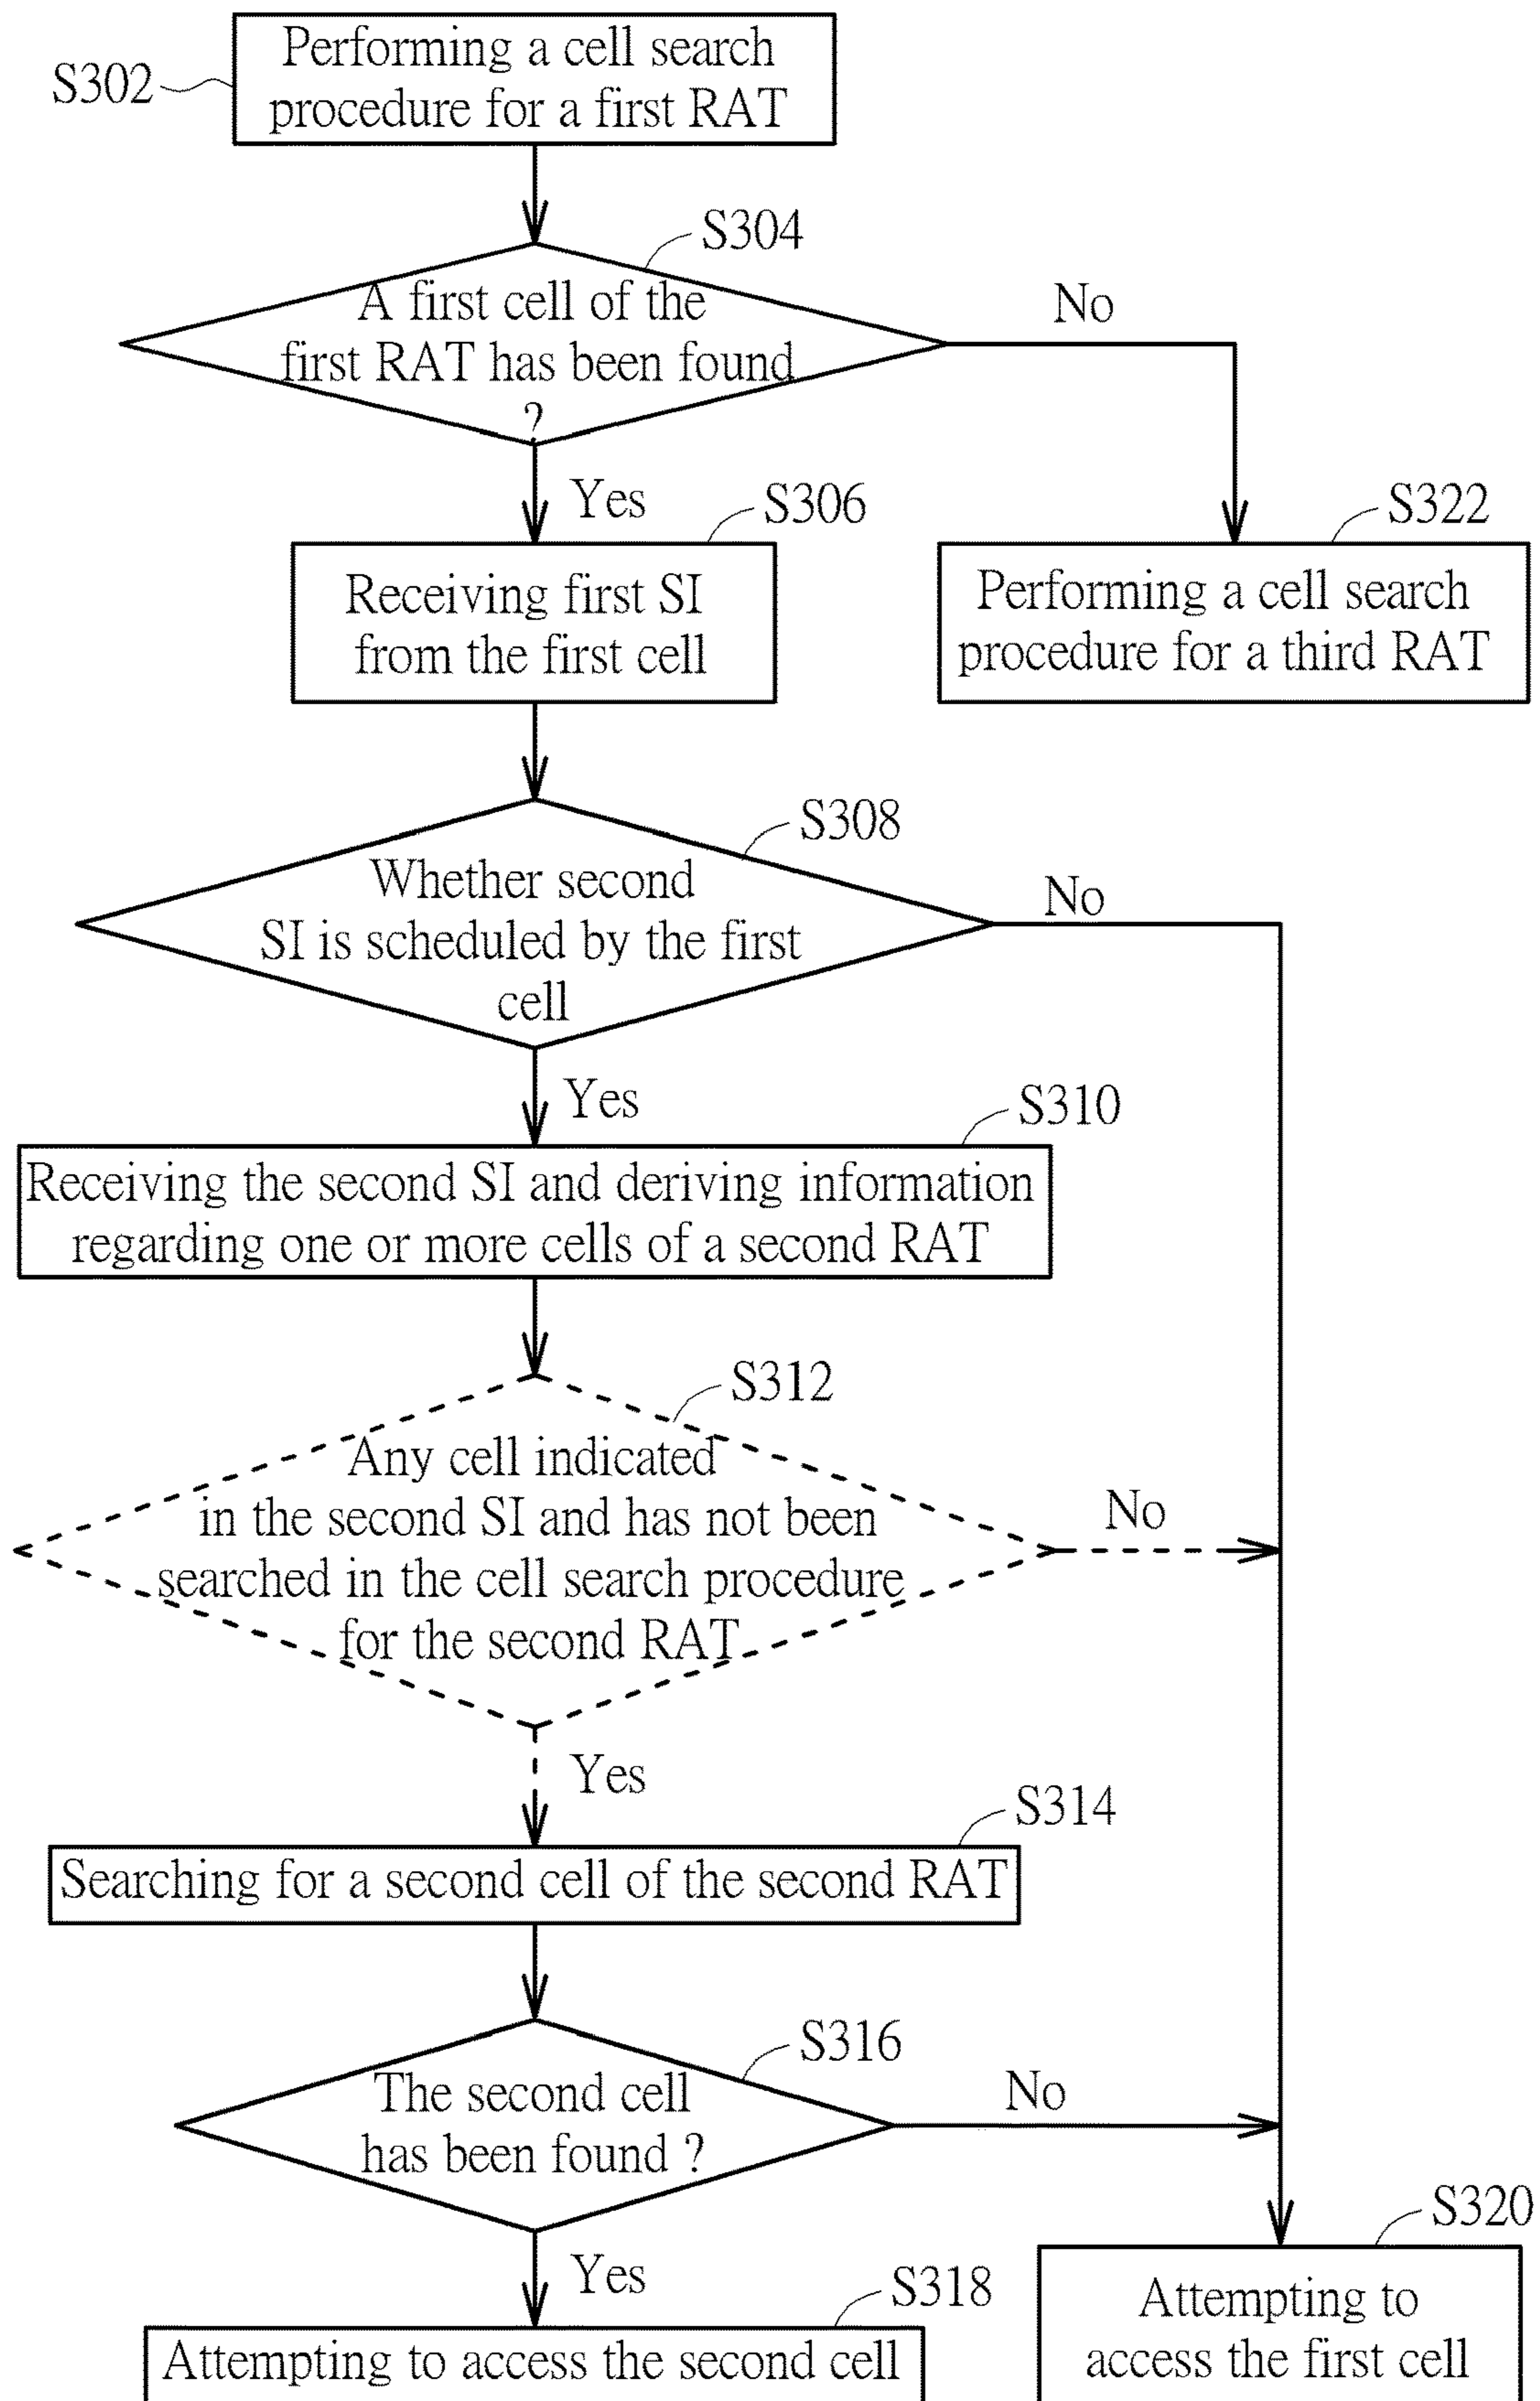 Performing a cell search
procedure for a first RAT
S302
S304
A first cell of the
first RAT has been found
?
No
Yes
S306
Receiving first SI
from the first cell
S322
Performing a cell search
procedure for a third RAT
S308
Whether second
SI is scheduled by the first
cell
No
Yes
S310
Receiving the second SI and deriving information
regarding one or more cells of a second RAT
S312
Any cell indicated
in the second SI and has not been
searched in the cell search procedure
for the second RAT
No
Yes
S314
Searching for a second cell of the second RAT
S316
The second cell
has been found ?
No
Yes
S318
Attempting to access the second cell
S320
Attempting to
access the first cell